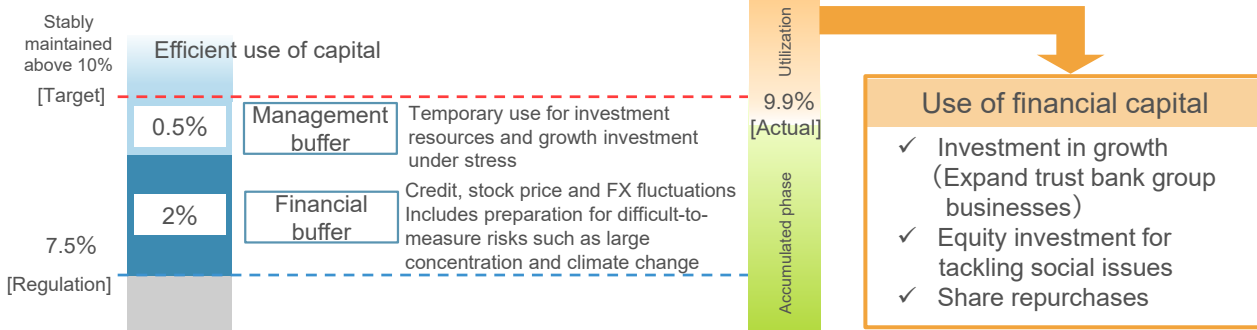 Stably
maintained
above 10%
[Target]
7.5%
[Regulation]
Efficient use of capital
0.5%
2%
Management
buffer
Temporary use for investment
resources and growth investment
under stress
Financial
buffer
Credit, stock price and FX fluctuations
Includes preparation for difficult-to-
measure risks such as large
concentration and climate change
Utilization
9.9%
[Actual]
Accumulated phase
Use of financial capital
✓ Investment in growth
（Expand trust bank group
businesses）
✓ Equity investment for
tackling social issues
✓ Share repurchases